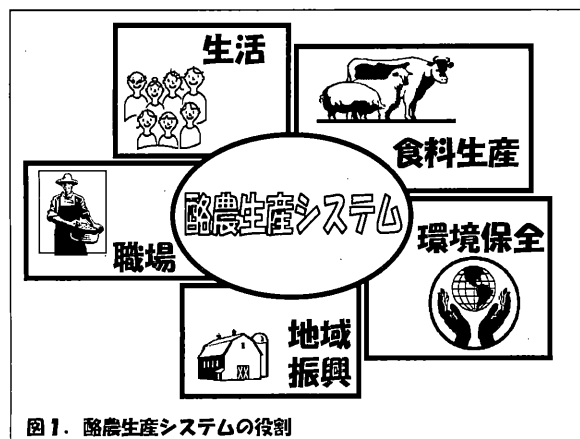 生活
食料生産
酪農生産システム
職場
環境保全
地域
振興
図1. 酪農生産システムの役割